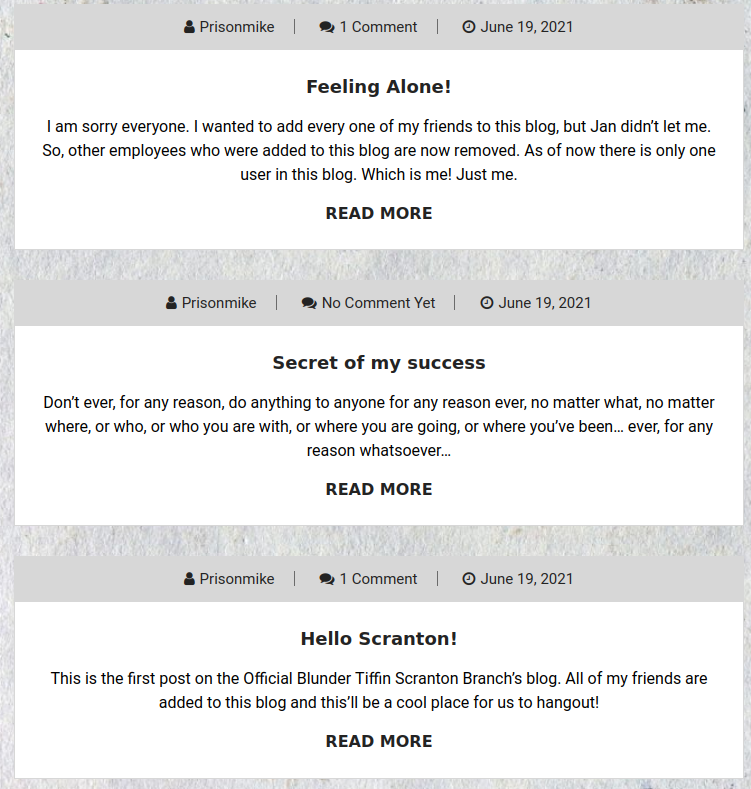 Prisonmike | 1 Comment | June 19, 2021
Feeling Alone!
I am sorry everyone. I wanted to add every one of my friends to this blog, but Jan didn’t let me.
So, other employees who were added to this blog are now removed. As of now there is only one
user in this blog. Which is me! Just me.
READ MORE
Prisonmike | No Comment Yet | June 19, 2021
Secret of my success
Don’t ever, for any reason, do anything to anyone for any reason ever, no matter what, no matter
where, or who, or who you are with, or where you are going, or where you’ve been… ever, for any
reason whatsoever…
READ MORE
Prisonmike | 1 Comment | June 19, 2021
Hello Scranton!
This is the first post on the Official Blunder Tiffin Scranton Branch’s blog. All of my friends are
added to this blog and this’ll be a cool place for us to hangout!
READ MORE